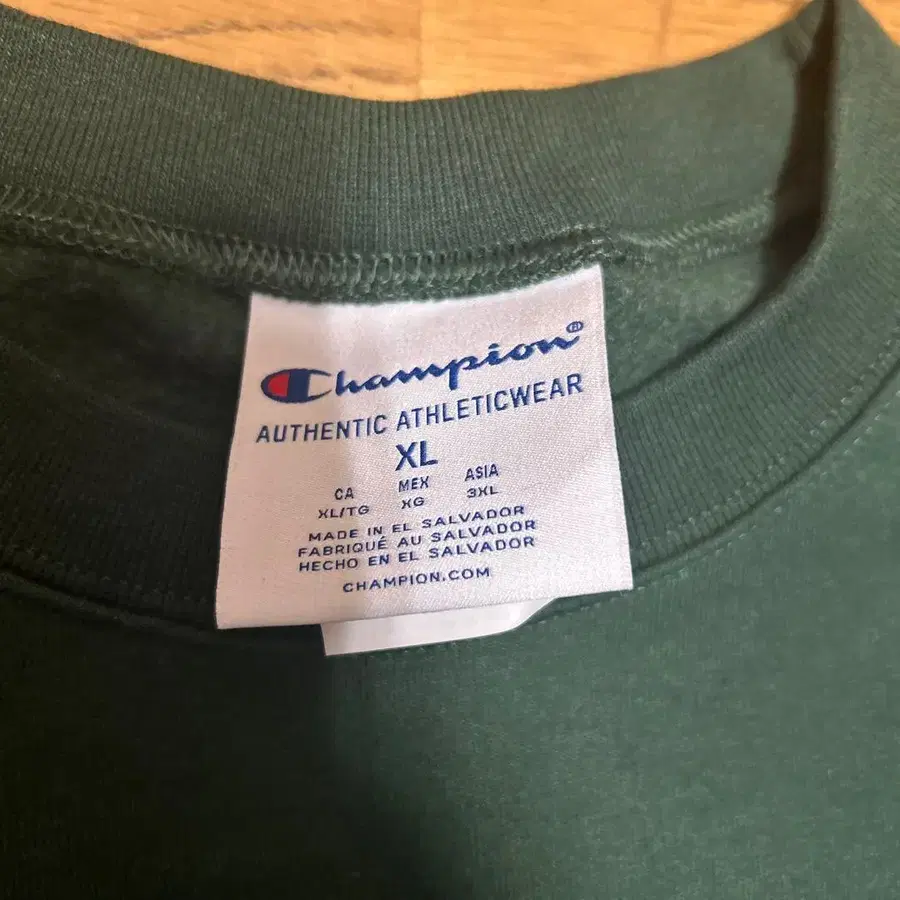 Champion®
AUTHENTIC ATHLETICWEAR
XL
CA MEX ASIA
XL/TG XG 3XL
MADE IN EL SALVADOR
FABRIQUÉ AU SALVADOR
HECHO EN EL SALVADOR
CHAMPION.COM